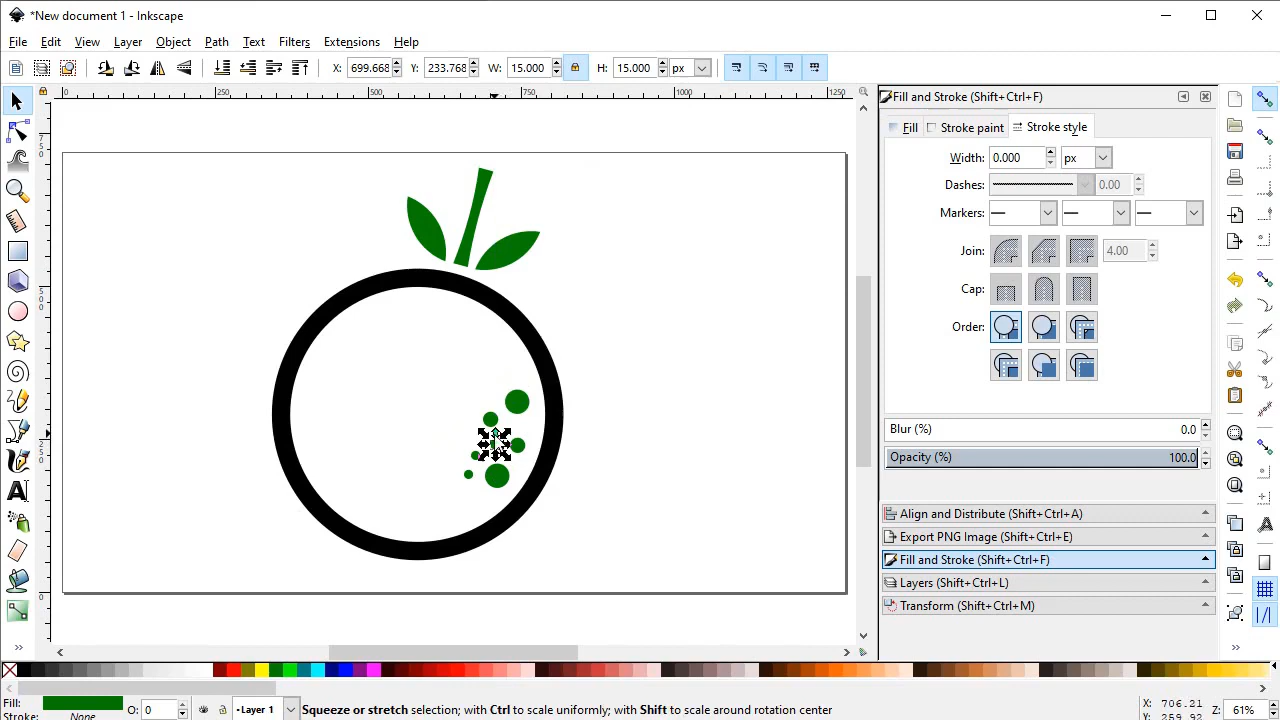 *New document 1 - Inkscape
File Edit View Layer Object Path Text Filters Extensions Help
X: 699.668 Y: 233.768 W: 15.000 H: 15.000 px
Fill and Stroke (Shift+Ctrl+F)
Fill Stroke paint Stroke style
Width: 0.000 px
Dashes: 0.00
Markers:
Join: 4.00
Cap:
Order:
Blur (%) 0.0
Opacity (%) 100.0
Align and Distribute (Shift+Ctrl+A)
Export PNG Image (Shift+Ctrl+E)
Fill and Stroke (Shift+Ctrl+F)
Layers (Shift+Ctrl+L)
Transform (Shift+Ctrl+M)
0 250 500 750 1000 1250
750
500
250
0
Fill: O: 0 Layer 1 Squeeze or stretch selection; with Ctrl to scale uniformly; with Shift to scale around rotation center X: 706.21 Z: 61%
Stroke: None Y: 259.92